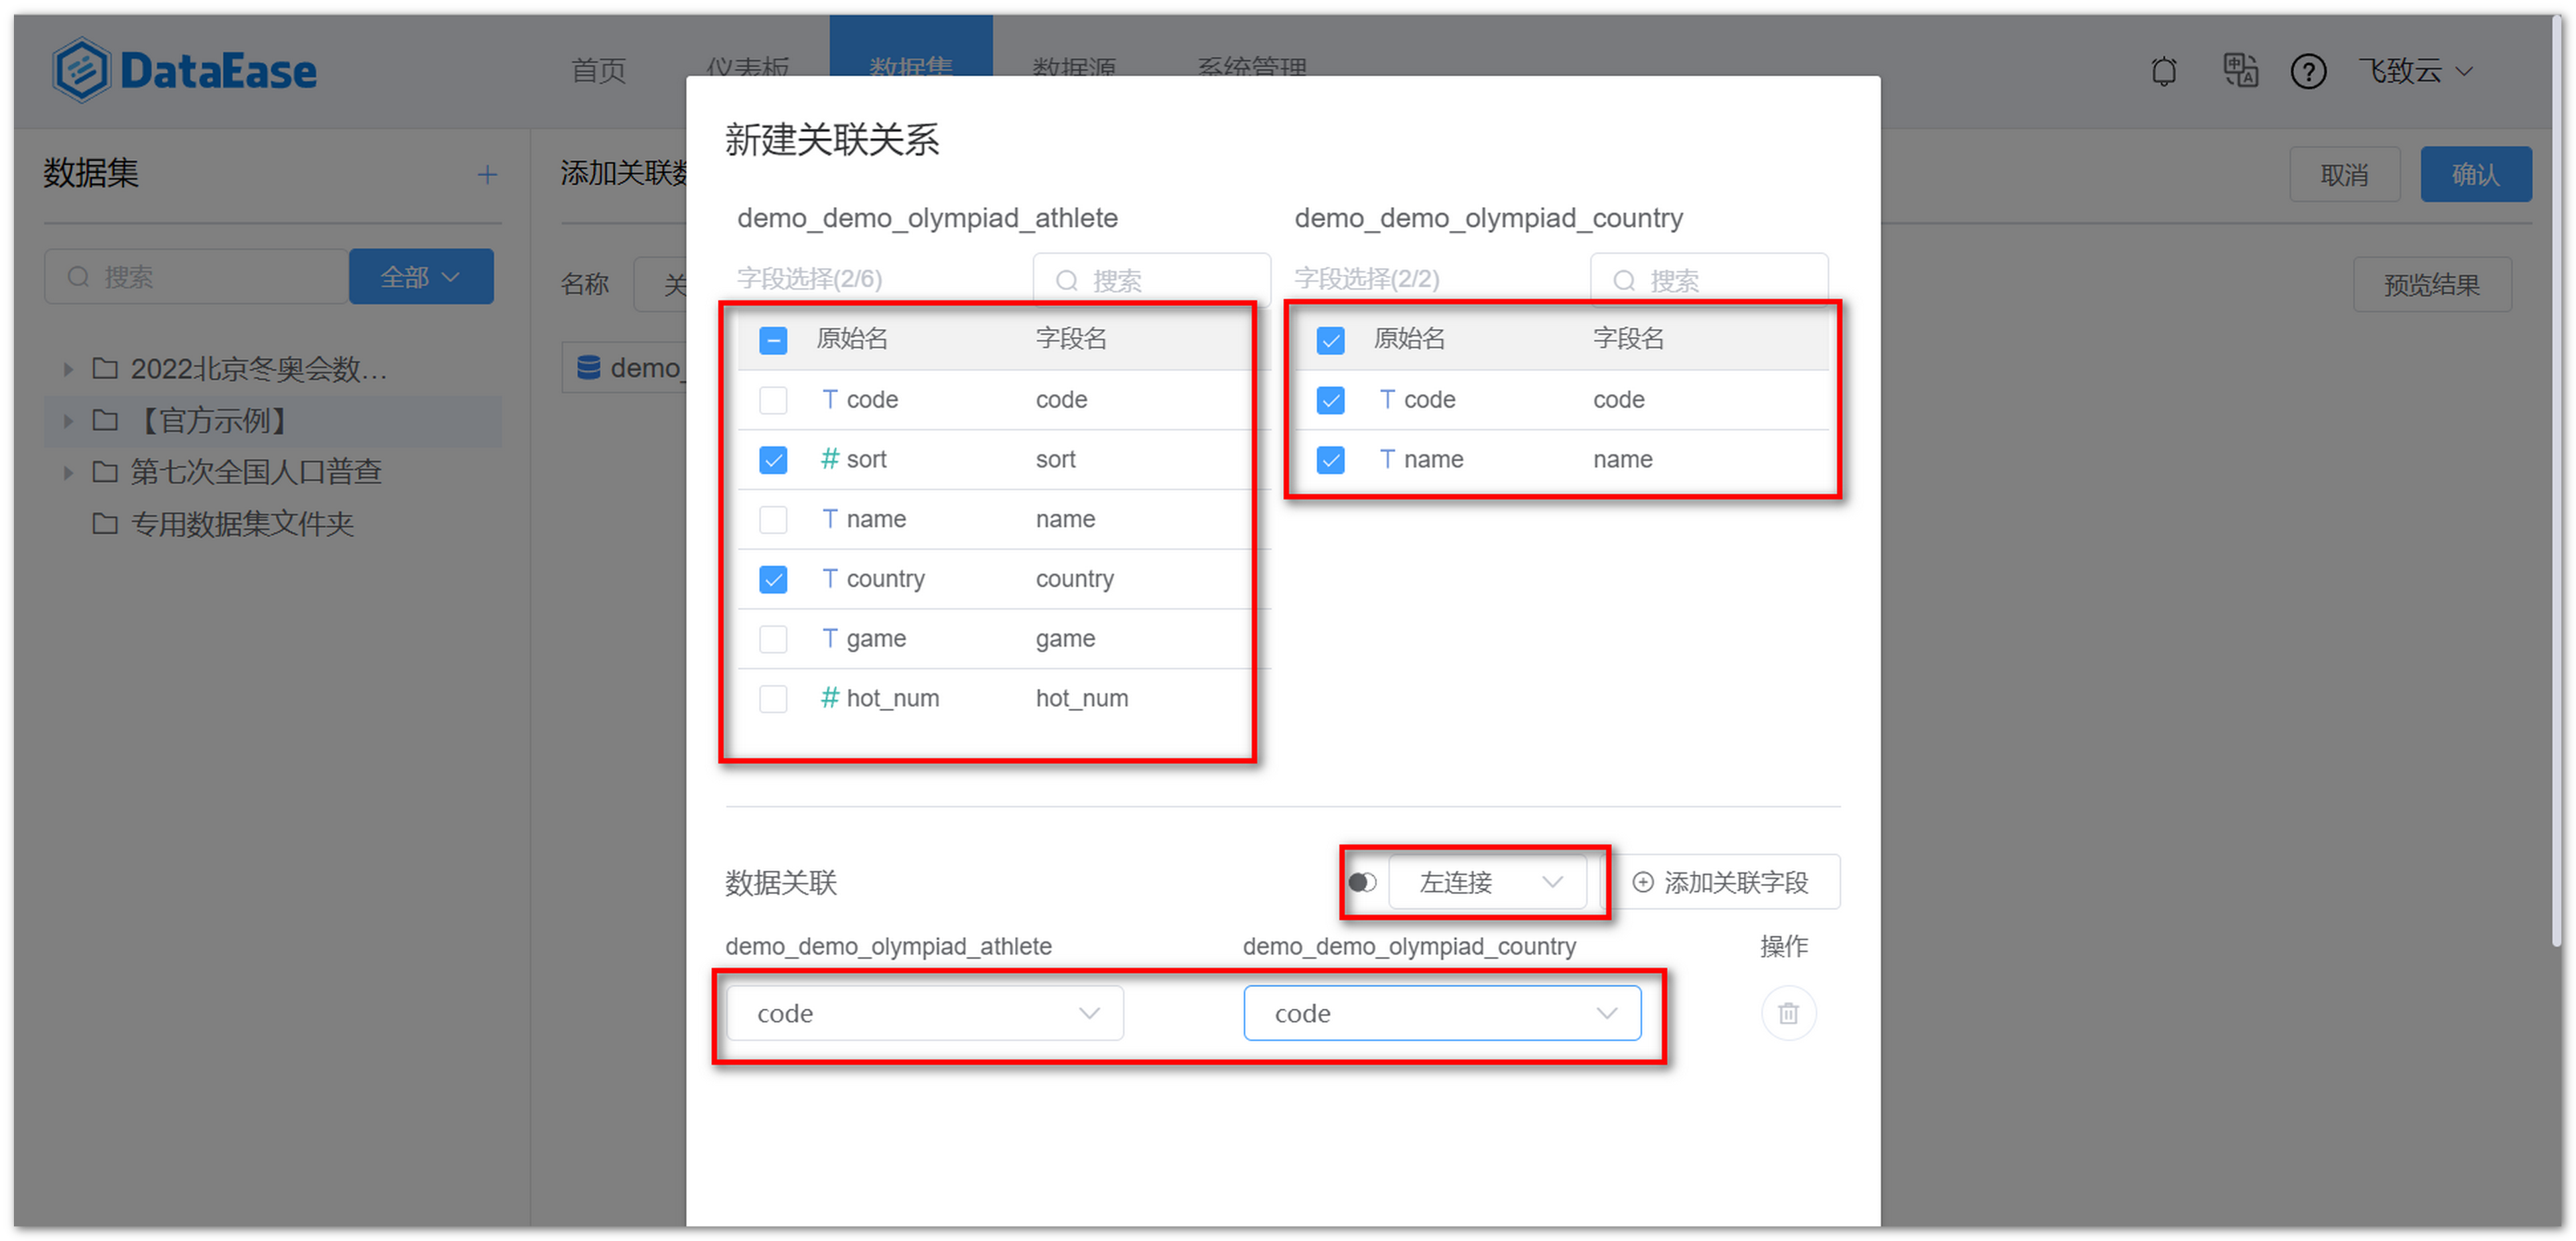 DataEase
首页
仪表板
数据集
数据源
系统管理
飞致云
数据集
添加关联数
取消
确认
搜索
全部
名称
关
预览结果
2022北京冬奥会数...
【官方示例】
第七次全国人口普查
专用数据集文件夹
demo_
新建关联关系
demo_demo_olympiad_athlete
demo_demo_olympiad_country
字段选择(2/6)
搜索
字段选择(2/2)
搜索
原始名 字段名
T code code
# sort sort
T name name
T country country
T game game
# hot_num hot_num
原始名 字段名
T code code
T name name
数据关联
左连接
添加关联字段
demo_demo_olympiad_athlete
demo_demo_olympiad_country
操作
code
code